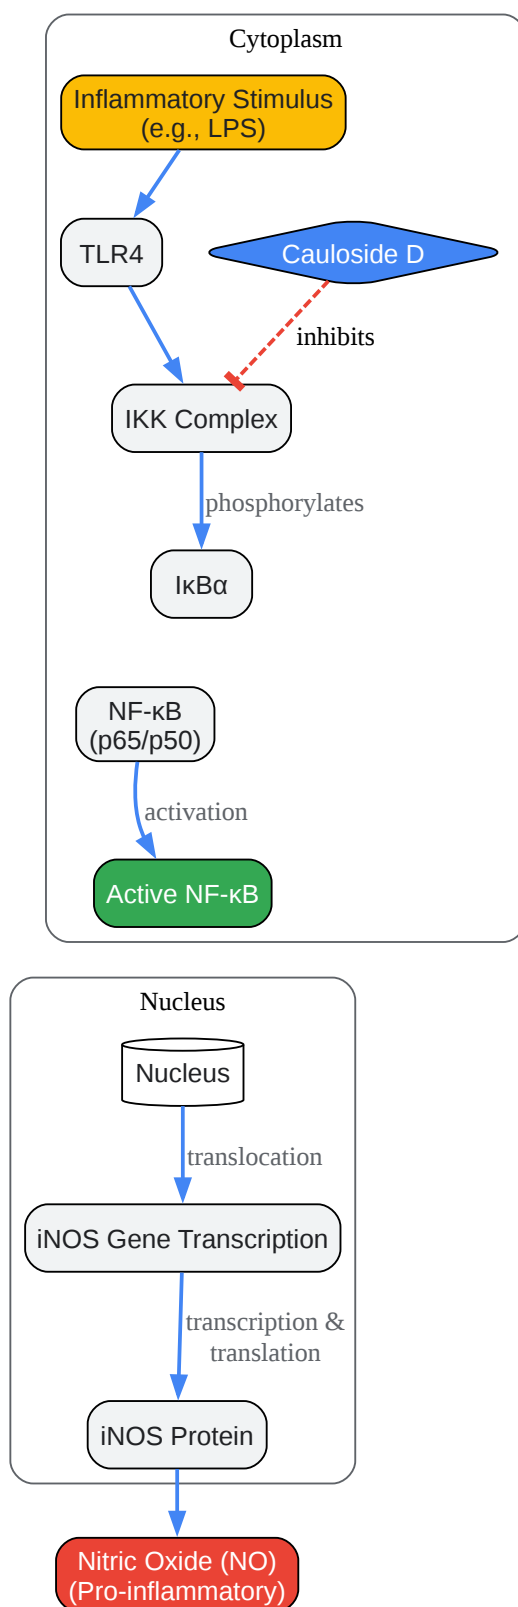 Cytoplasm
Inflammatory Stimulus
(e.g., LPS)
TLR4
Cauloside D
inhibits
IKK Complex
phosphorylates
IκBα
NF-κB
(p65/p50)
activation
Active NF-κB
Nucleus
Nucleus
translocation
iNOS Gene Transcription
transcription &
translation
iNOS Protein
Nitric Oxide (NO)
(Pro-inflammatory)